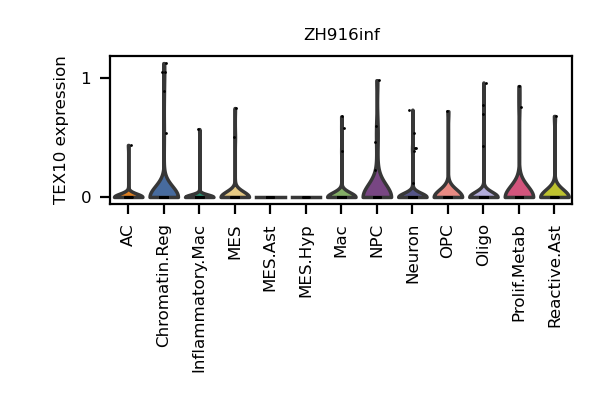 ZH916inf
TEX10 expression
1
0
AC
Chromatin.Reg
Inflammatory.Mac
MES
MES.Ast
MES.Hyp
Mac
NPC
Neuron
OPC
Oligo
Prolif.Metab
Reactive.Ast